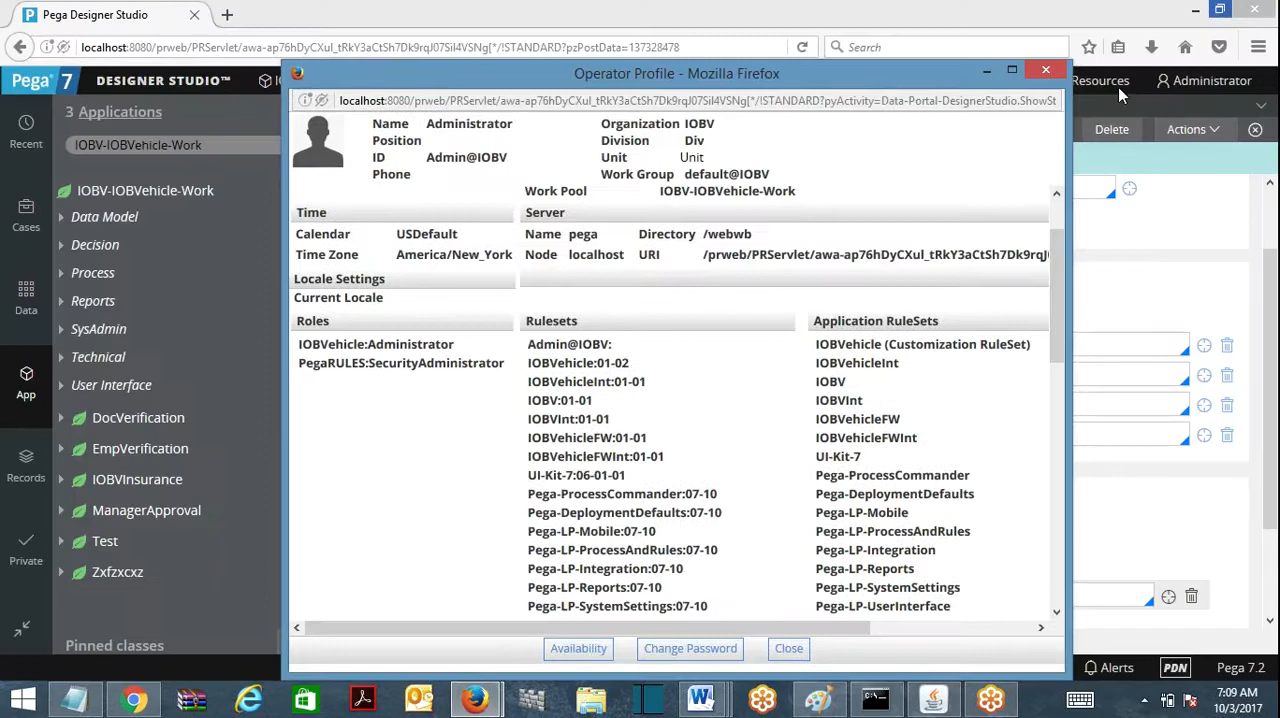 Pega Designer Studio
localhost:8080/prweb/PRServlet/awa-ap76hDyCXul_tRkY3aCtSh7Dk9rqJ07Sil4VSNg[*/!STANDARD?pzPostData=137328478
Search
Pega 7
DESIGNER STUDIO™
Resources
Administrator
Operator Profile - Mozilla Firefox
localhost:8080/prweb/PRServlet/awa-ap76hDyCXul_tRkY3aCtSh7Dk9rqJ07Sil4VSNg[*/!STANDARD?pyActivity=Data-Portal-DesignerStudio.ShowSt
Delete
Actions
Recent
Cases
Data
App
Records
Private
3 Applications
IOBV-IOBVehicle-Work
IOBV-IOBVehicle-Work
Data Model
Decision
Process
Reports
SysAdmin
Technical
User Interface
DocVerification
EmpVerification
IOBVInsurance
ManagerApproval
Test
Zxfzxcxz
Pinned classes
Name Administrator Organization IOBV
Position Division Div
ID Admin@IOBV Unit Unit
Phone Work Group default@IOBV
Work Pool IOBV-IOBVehicle-Work
Time Server
Calendar USDefault Name pega Directory /webwb
Time Zone America/New_York Node localhost URI /prweb/PRServlet/awa-ap76hDyCXul_tRkY3aCtSh7Dk9rqJ
Locale Settings
Current Locale
Roles Rulesets Application RuleSets
IOBVehicle:Administrator Admin@IOBV: IOBVehicle (Customization RuleSet)
PegaRULES:SecurityAdministrator IOBVehicle:01-02 IOBVehicleInt
IOBVehicleInt:01-01 IOBV
IOBV:01-01 IOBVInt
IOBVInt:01-01 IOBVehicleFW
IOBVehicleFW:01-01 IOBVehicleFWInt
IOBVehicleFWInt:01-01 UI-Kit-7
UI-Kit-7:06-01-01 Pega-ProcessCommander
Pega-ProcessCommander:07-10 Pega-DeploymentDefaults
Pega-DeploymentDefaults:07-10 Pega-LP-Mobile
Pega-LP-Mobile:07-10 Pega-LP-ProcessAndRules
Pega-LP-ProcessAndRules:07-10 Pega-LP-Integration
Pega-LP-Integration:07-10 Pega-LP-Reports
Pega-LP-Reports:07-10 Pega-LP-SystemSettings
Pega-LP-SystemSettings:07-10 Pega-LP-UserInterface
Availability Change Password Close
Alerts PDN Pega 7.2
7:09 AM
10/3/2017